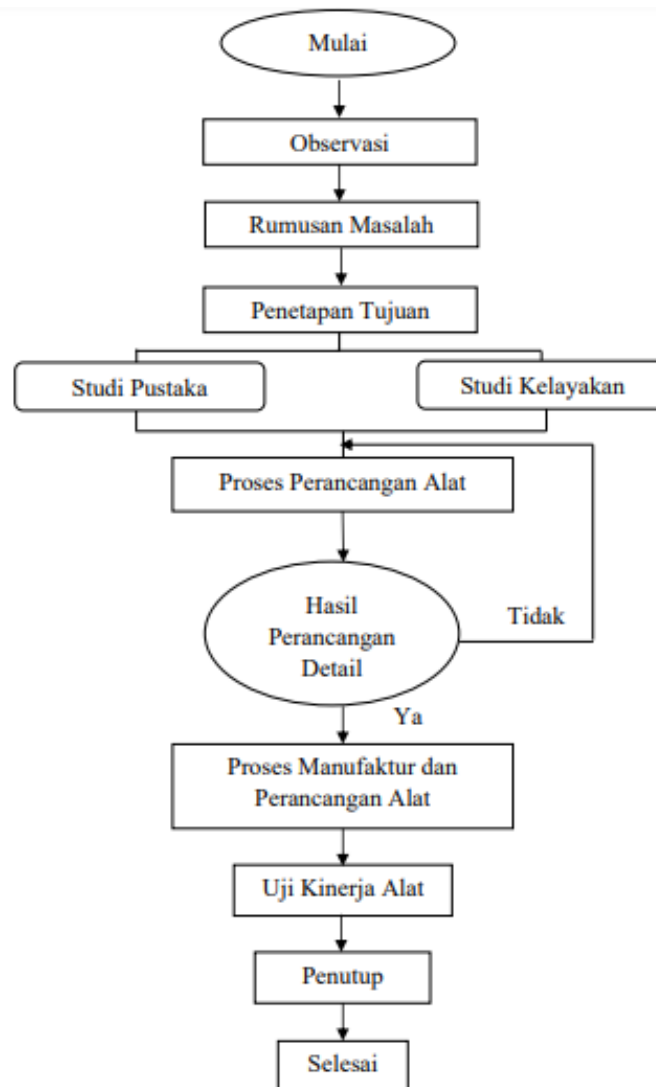 Mulai
Observasi
Rumusan Masalah
Penetapan Tujuan
Studi Pustaka
Studi Kelayakan
Proses Perancangan Alat
Hasil
Perancangan
Detail
Tidak
Ya
Proses Manufaktur dan
Perancangan Alat
Uji Kinerja Alat
Penutup
Selesai